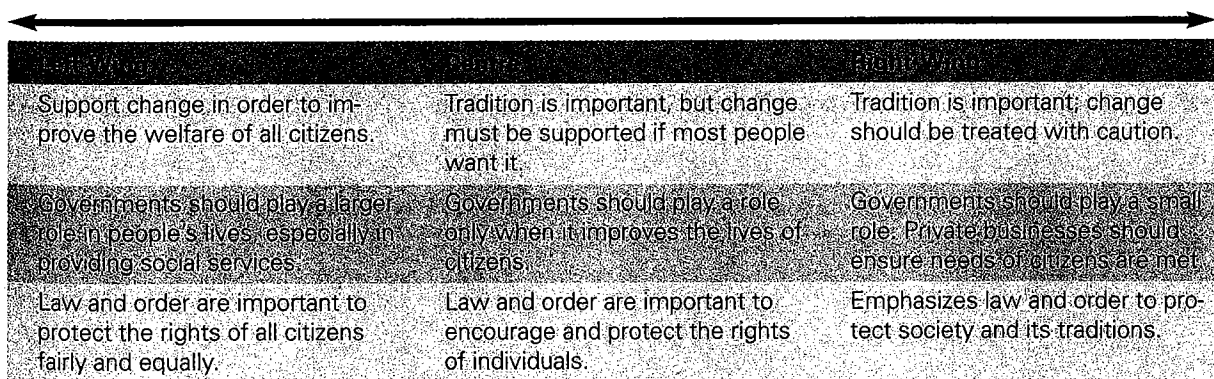 Left Wing
Centre
Right Wing
Support change in order to im-
prove the welfare of all citizens.
Tradition is important, but change
must be supported if most people
want it.
Tradition is important; change
should be treated with caution.
Governments should play a larger
role in people's lives, especially in
providing social services.
Governments should play a role
only when it improves the lives of
citizens.
Governments should play a small
role. Private businesses should
ensure needs of citizens are met
Law and order are important to
protect the rights of all citizens
fairly and equally.
Law and order are important to
encourage and protect the rights
of individuals.
Emphasizes law and order to pro-
tect society and its traditions.